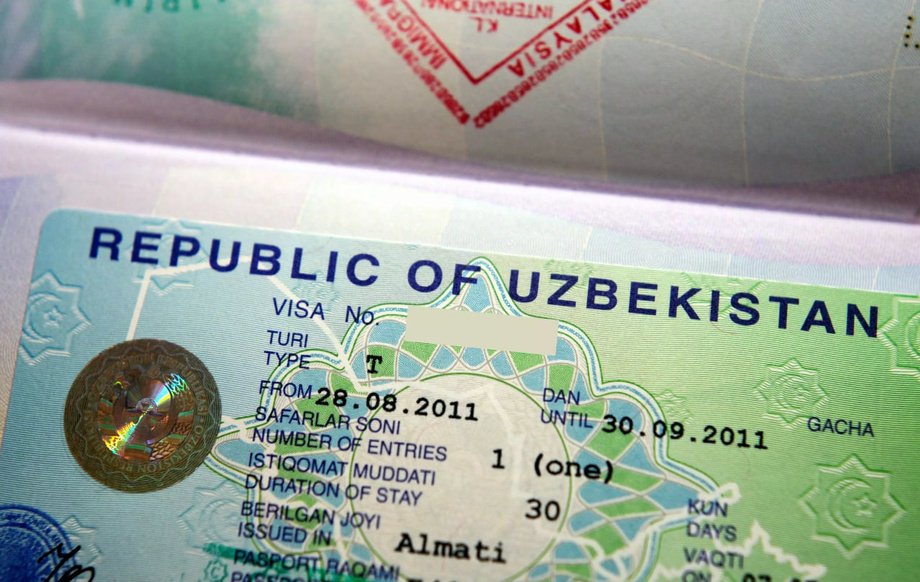 K.L
INTERNATIONAL
MALAYSIA
REPUBLIC OF UZBEKISTAN
VISA No.
TURI
TYPE T
FROM 28.08.2011 DAN UNTIL 30.09.2011 GACHA
SAFARLAR SONI
NUMBER OF ENTRIES 1 (one)
ISTIQOMAT MUDDATI
DURATION OF STAY 30 KUN DAYS
BERILGAN JOYI
ISSUED IN Almati VAQTI
PASPORT RAQAMI ON